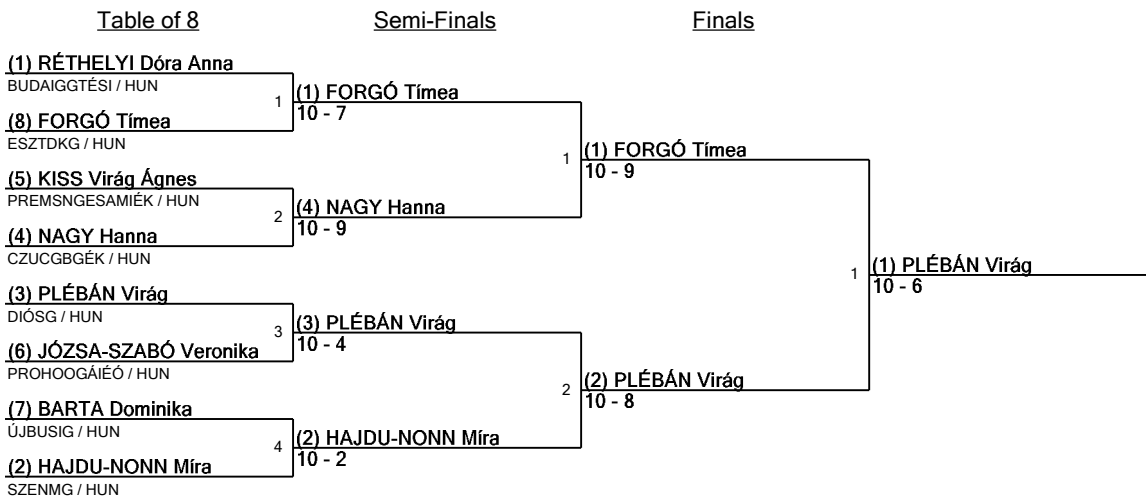 Table of 8
Semi-Finals
Finals
(1) RÉTHELYI Dóra Anna
BUDAIGGTÉSI / HUN
(8) FORGÓ Tímea
ESZTDKG / HUN
(5) KISS Virág Ágnes
PREMSNGESAMIÉK / HUN
(4) NAGY Hanna
CZUCGBGÉK / HUN
(3) PLÉBÁN Virág
DIÓSG / HUN
(6) JÓZSA-SZABÓ Veronika
PROHOOGÁIÉÓ / HUN
(7) BARTA Dominika
ÚJBUSIG / HUN
(2) HAJDU-NONN Míra
SZENMG / HUN
1
(1) FORGÓ Tímea
10 - 7
2
(4) NAGY Hanna
10 - 9
3
(3) PLÉBÁN Virág
10 - 4
4
(2) HAJDU-NONN Míra
10 - 2
1
(1) FORGÓ Tímea
10 - 9
2
(2) PLÉBÁN Virág
10 - 8
1
(1) PLÉBÁN Virág
10 - 6